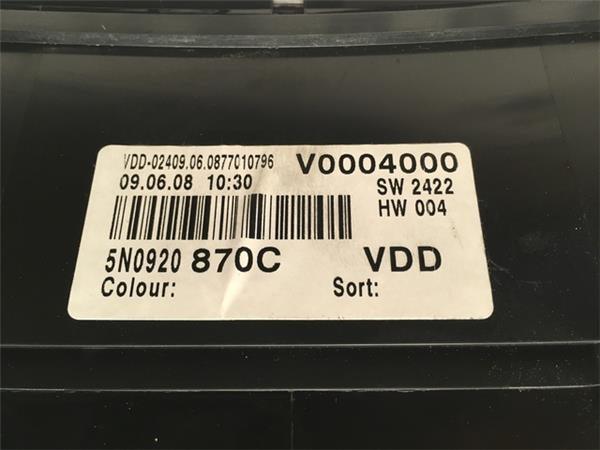 VDD-02409.06.0877010796 V0004000
09.06.08 10:30 SW 2422
HW 004
5N0920 870C VDD
Colour: Sort: